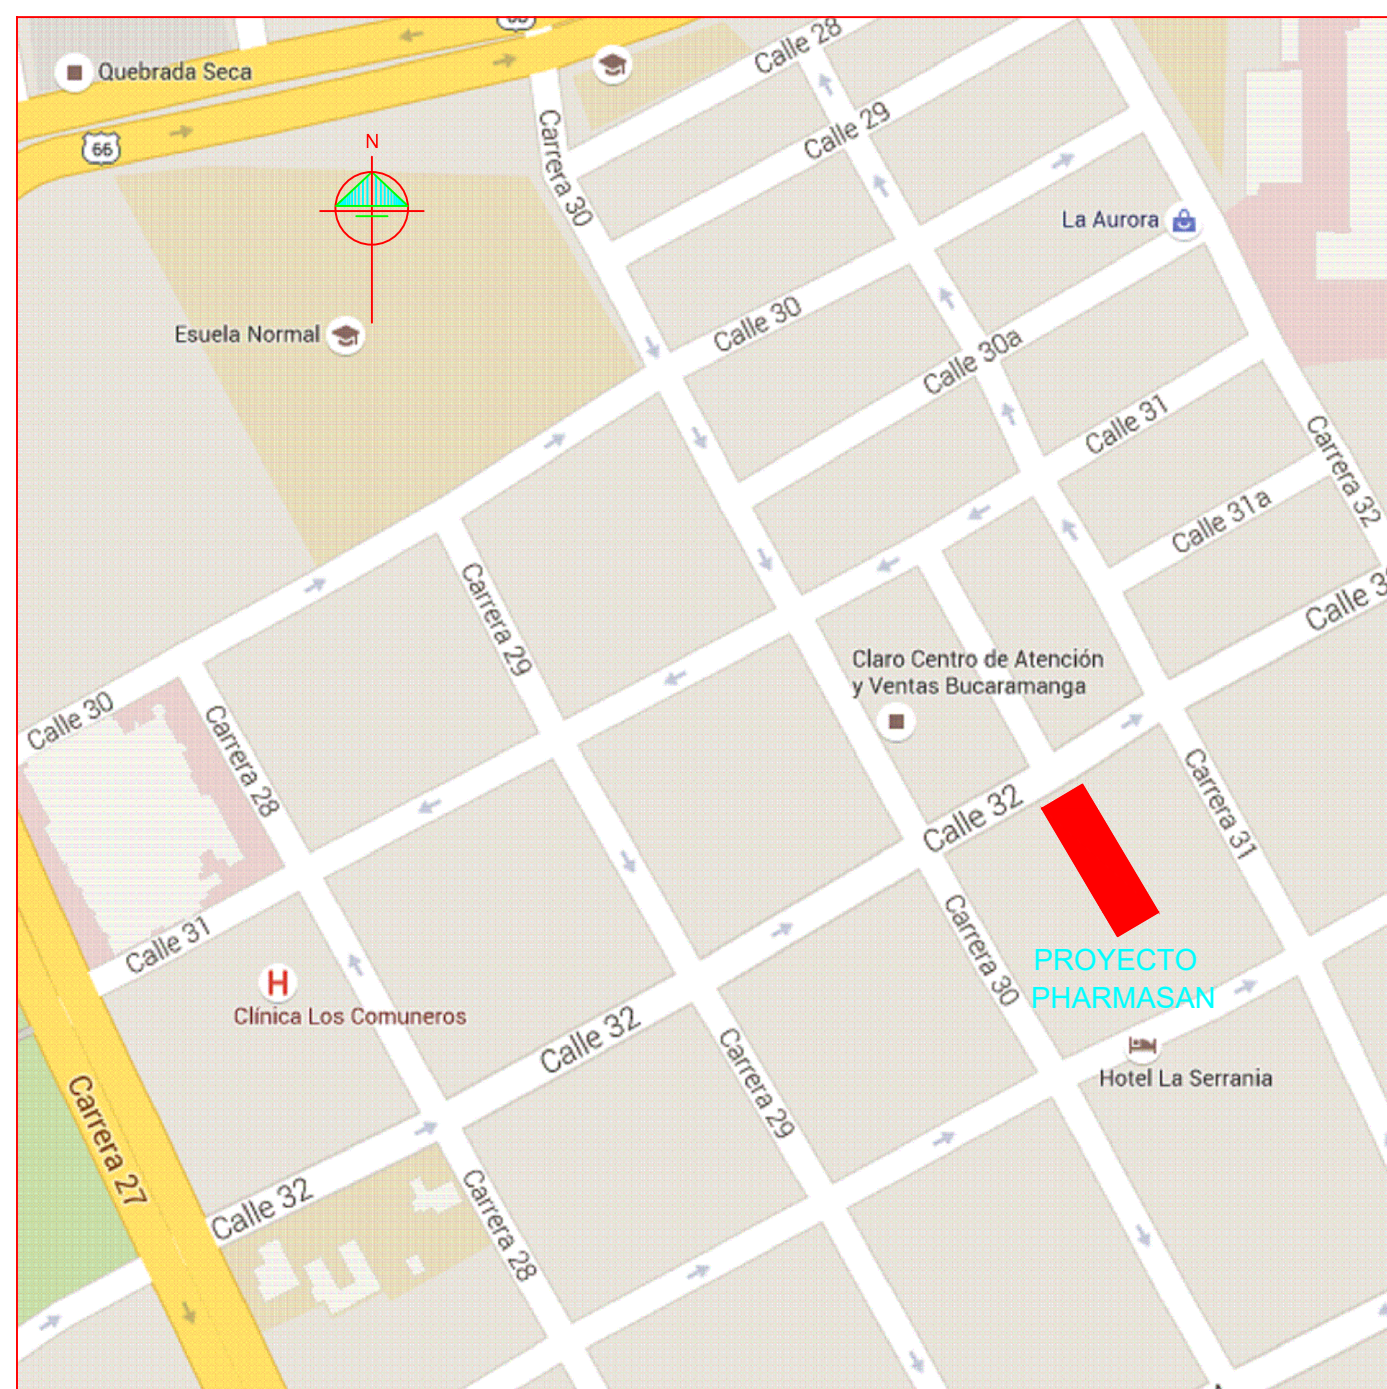 Calle 28
Quebrada Seca
66
Calle 29
Carrera 30
N
La Aurora
Calle 30
Esuela Normal
Calle 30a
Calle 31
Carrera 32
Calle 31a
Carrera 29
Calle 3
Claro Centro de Atención
y Ventas Bucaramanga
Calle 30
Carrera 28
Calle 32
Carrera 31
Calle 31
Carrera 30
PROYECTO
PHARMASAN
Clínica Los Comuneros
Calle 32
Carrera 29
Hotel La Serrania
Carrera 27
Calle 32
Carrera 28